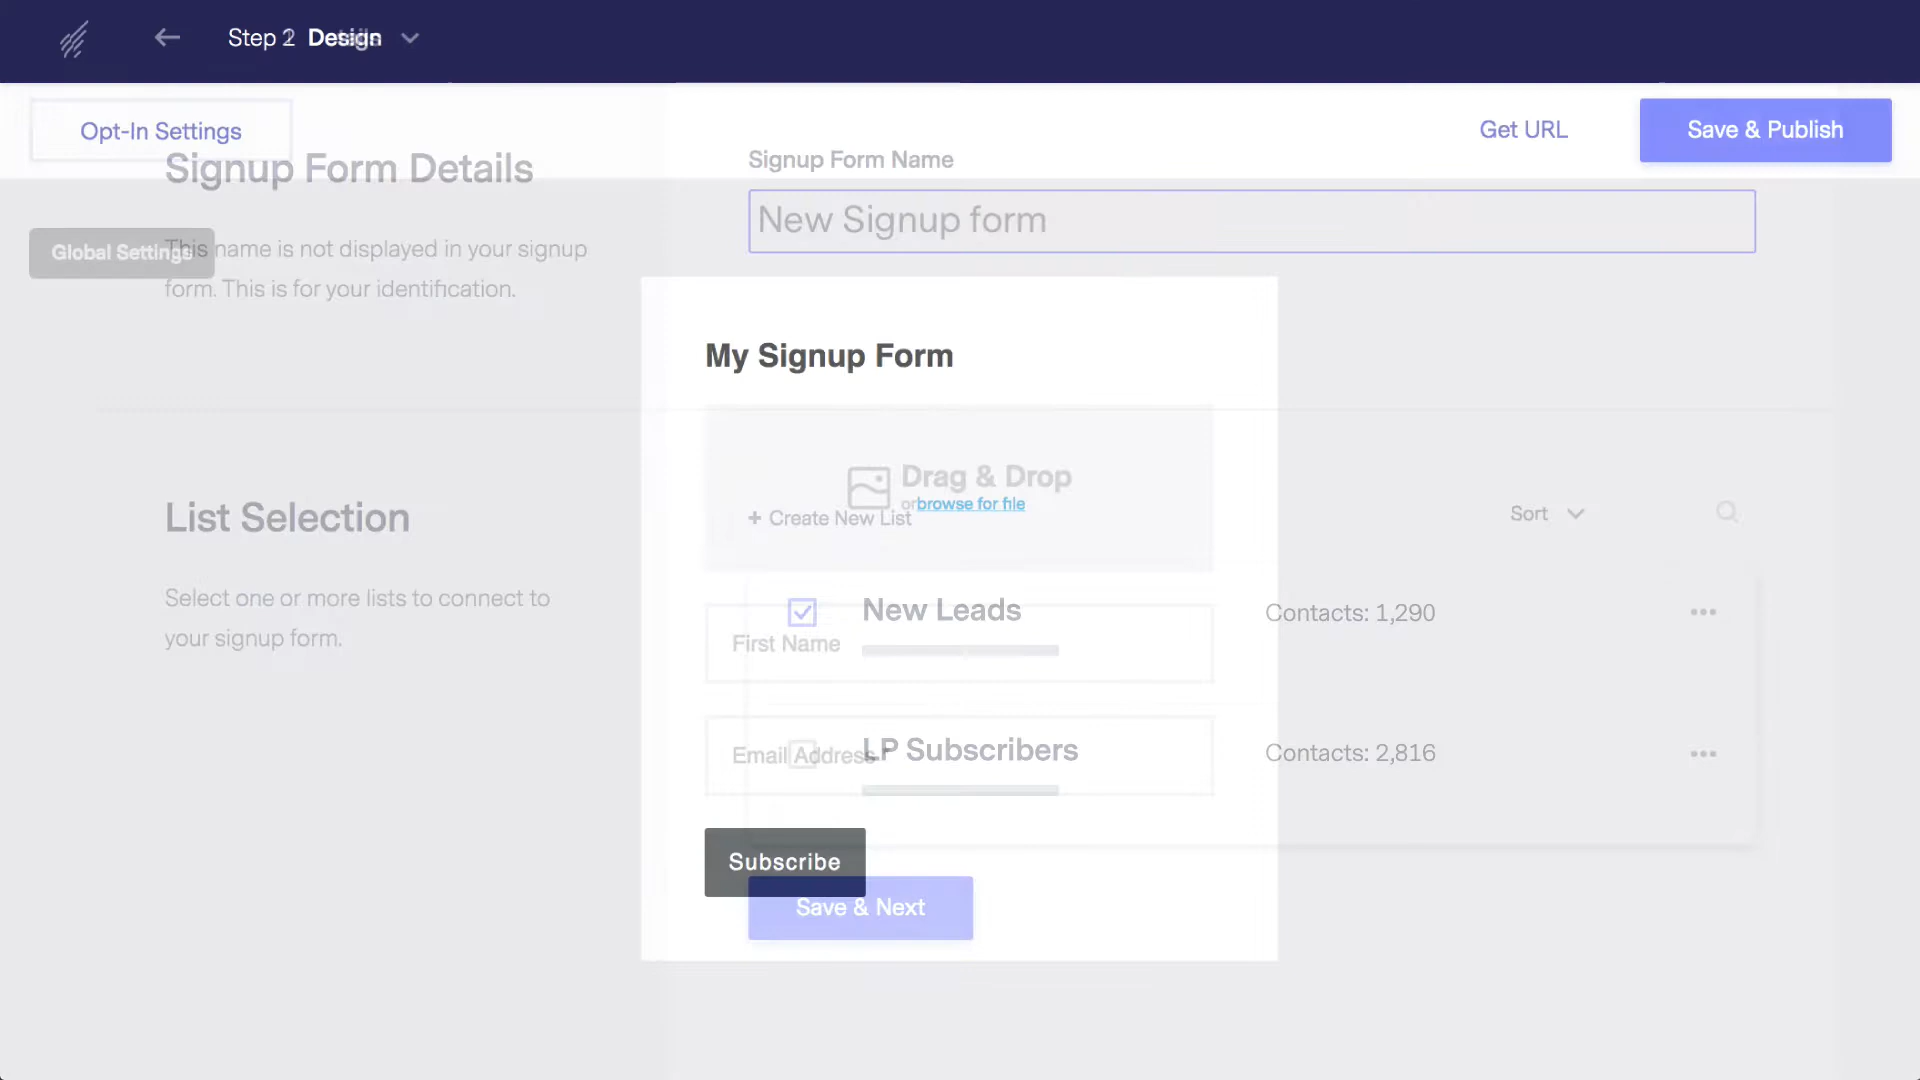 Step 2 Design
Opt-In Settings
Get URL
Save & Publish
Signup Form Details
Signup Form Name
New Signup form
Global Settings
This name is not displayed in your signup
form. This is for your identification.
My Signup Form
Drag & Drop
or browse for file
List Selection
+ Create New List
Sort
Select one or more lists to connect to
your signup form.
New Leads
Contacts: 1,290
First Name
LP Subscribers
Contacts: 2,816
Email Address
Subscribe
Save & Next